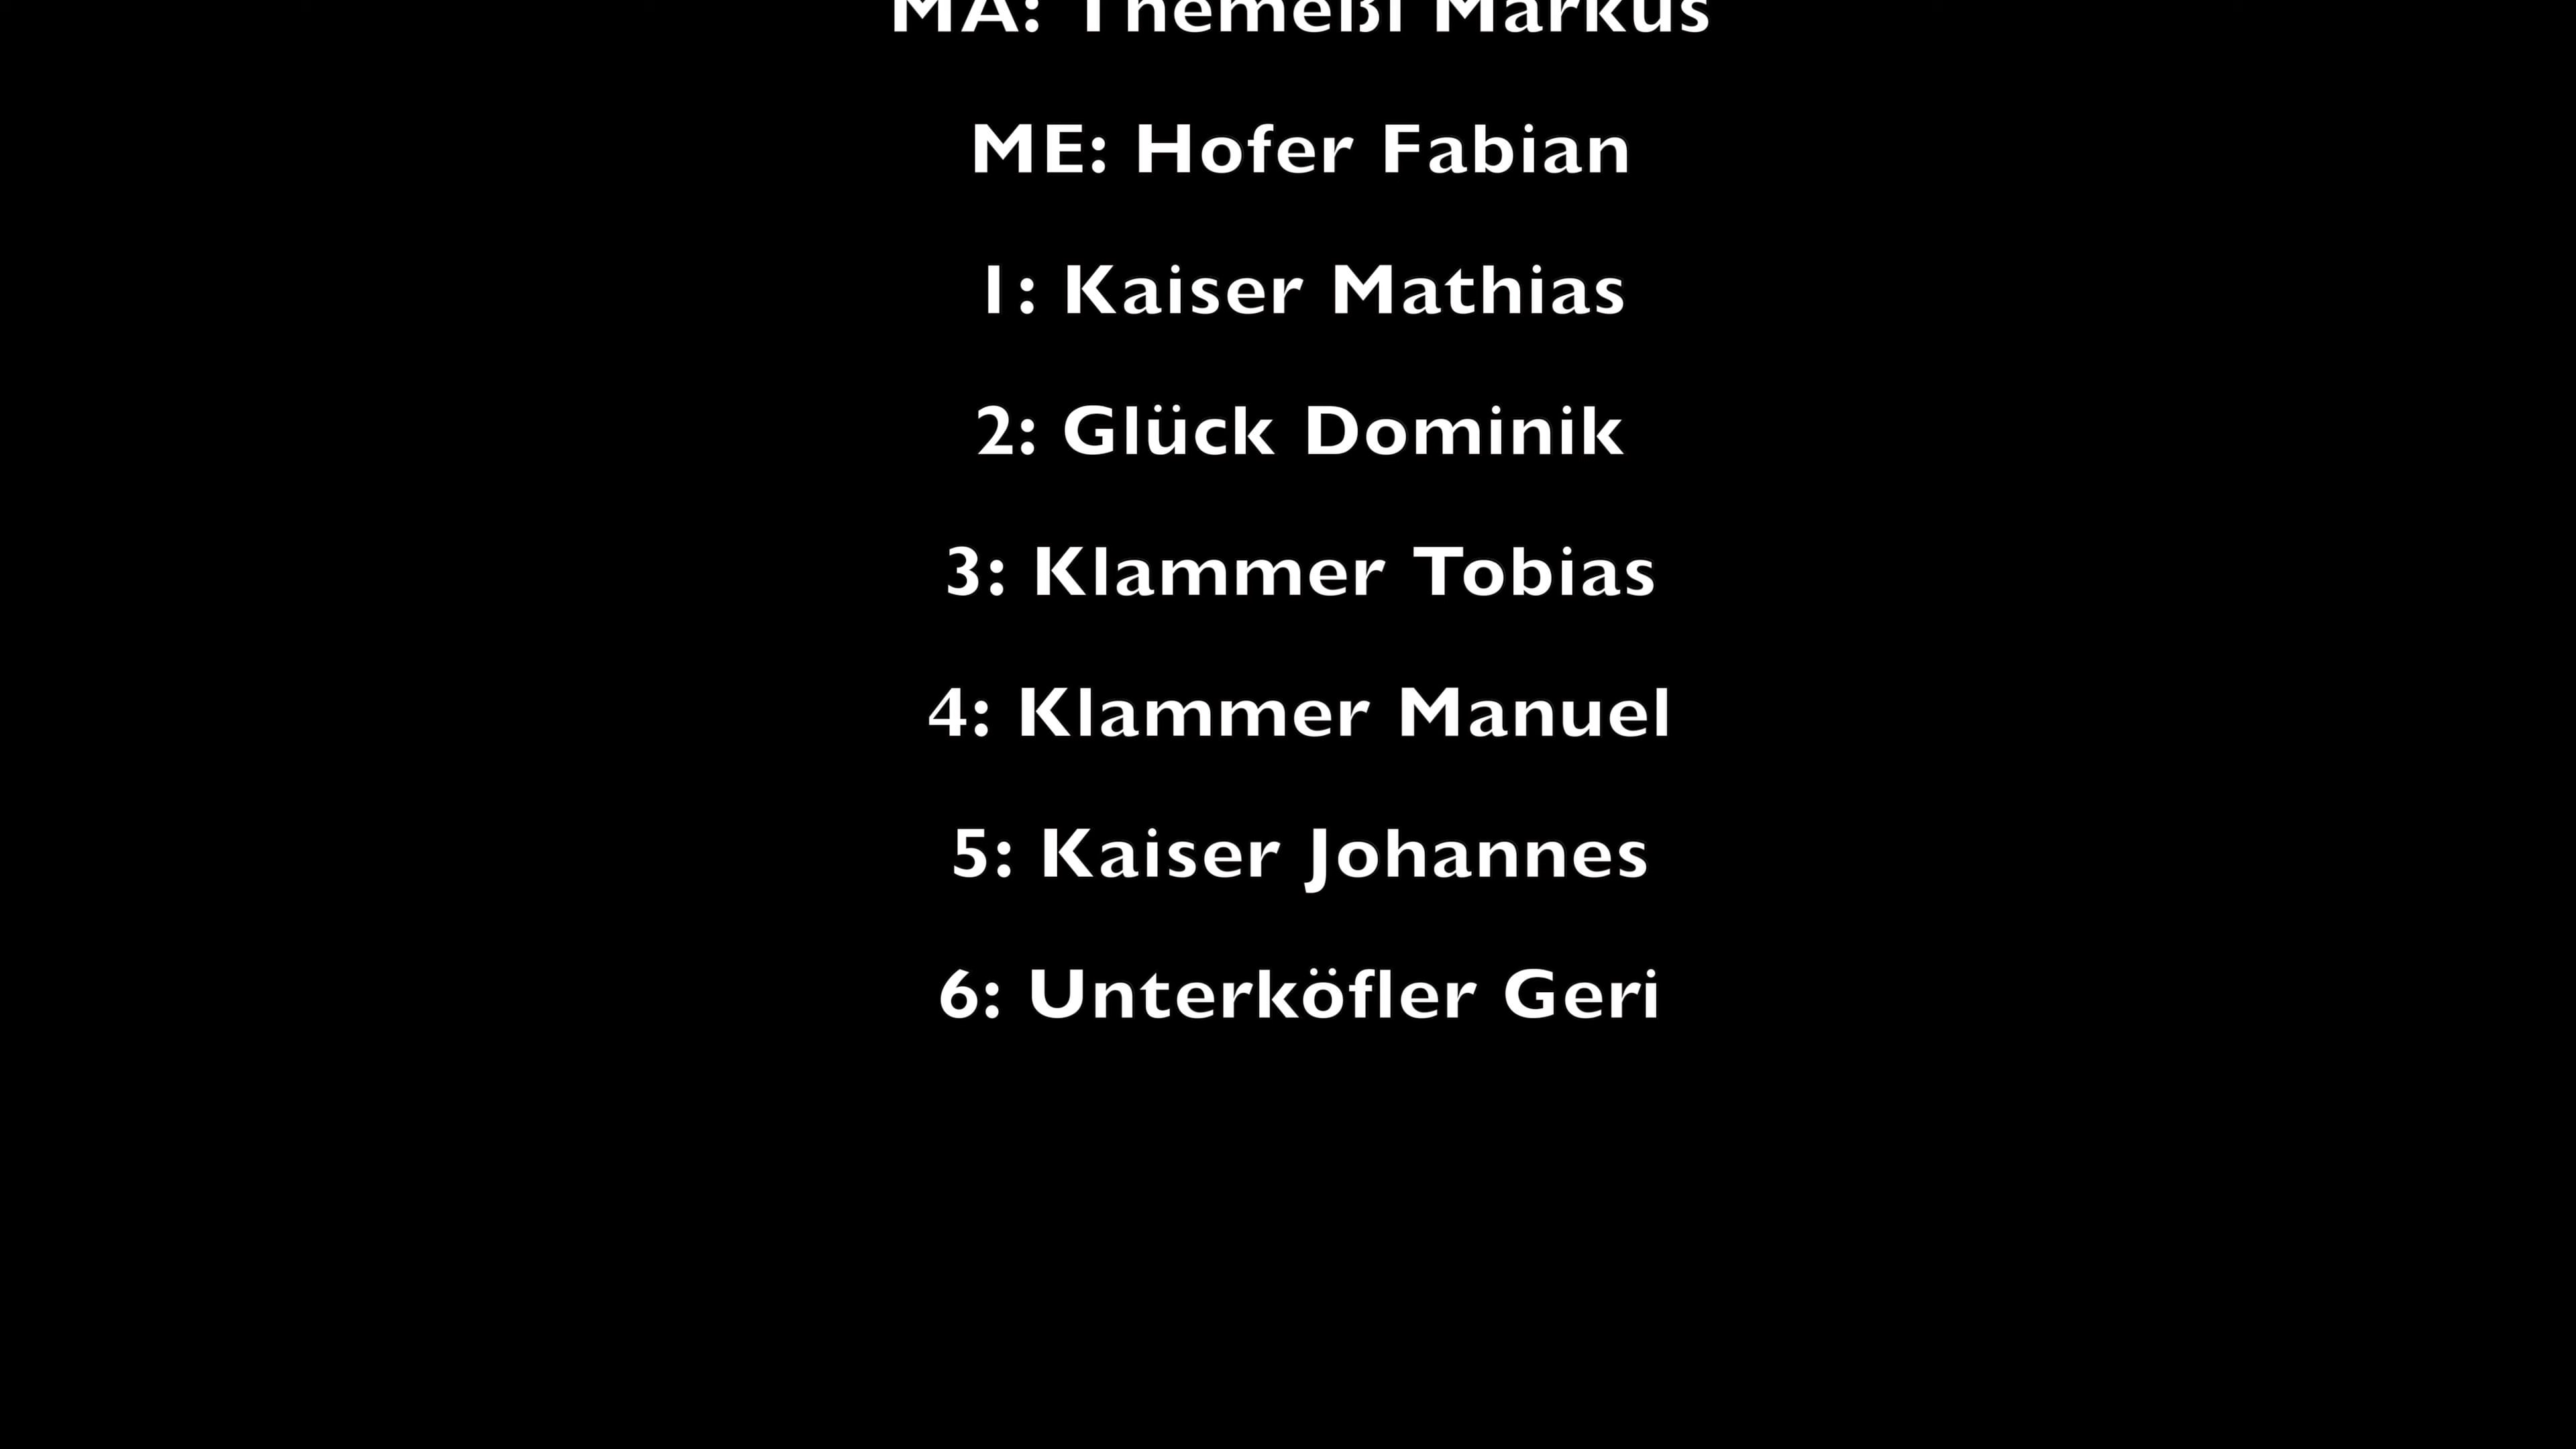 MA: Themeßl Markus
ME: Hofer Fabian
1: Kaiser Mathias
2: Glück Dominik
3: Klammer Tobias
4: Klammer Manuel
5: Kaiser Johannes
6: Unterköfler Geri